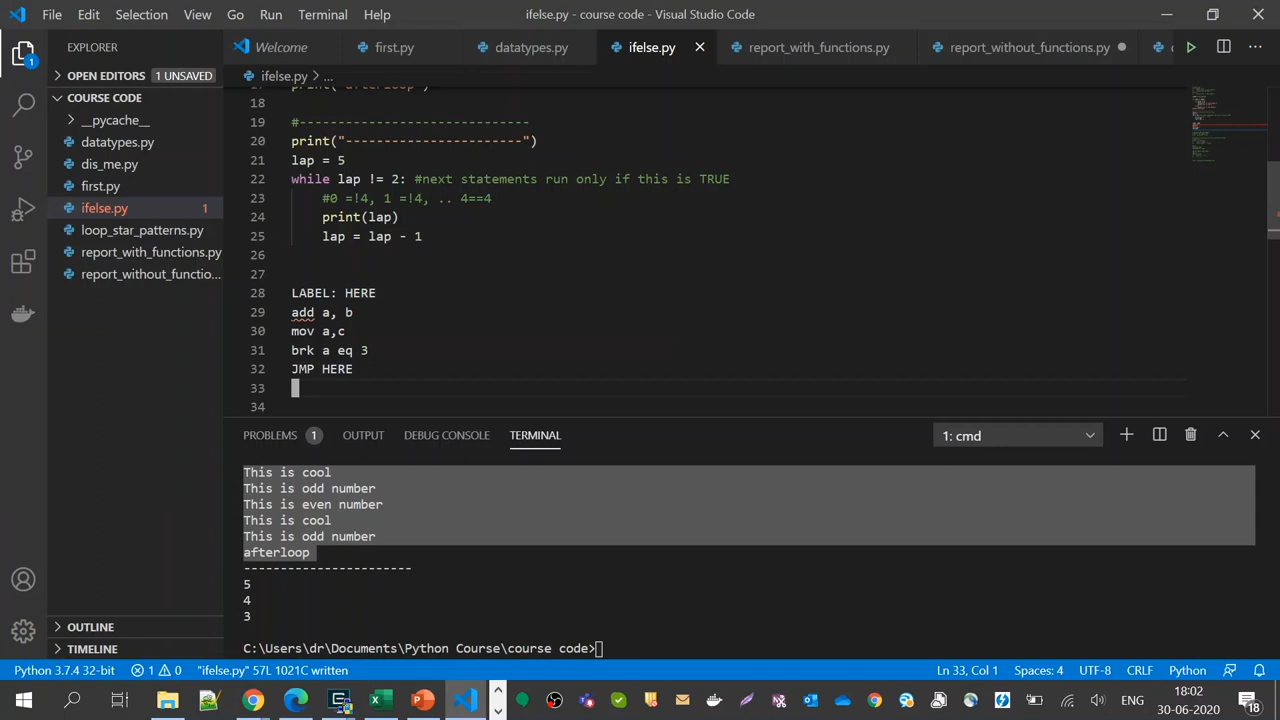 File Edit Selection View Go Run Terminal Help ifelse.py - course code - Visual Studio Code
EXPLORER
Welcome first.py datatypes.py ifelse.py report_with_functions.py report_without_functions.py
1
OPEN EDITORS 1 UNSAVED
ifelse.py > ...
COURSE CODE
__pycache__
datatypes.py
dis_me.py
first.py
ifelse.py 1
loop_star_patterns.py
report_with_functions.py
report_without_functio...
OUTLINE
TIMELINE
17 print("afterloop")
18
19 #-------------------------------
20 print("------------------------")
21 lap = 5
22 while lap != 2: #next statements run only if this is TRUE
23 #0 =!4, 1 =!4, .. 4==4
24 print(lap)
25 lap = lap - 1
26
27
28 LABEL: HERE
29 add a, b
30 mov a,c
31 brk a eq 3
32 JMP HERE
33
34
PROBLEMS 1 OUTPUT DEBUG CONSOLE TERMINAL 1: cmd
This is cool
This is odd number
This is even number
This is cool
This is odd number
afterloop
-----------------------
5
4
3
C:\Users\dr\Documents\Python Course\course code>
Python 3.7.4 32-bit 1 0 "ifelse.py" 57L 1021C written Ln 33, Col 1 Spaces: 4 UTF-8 CRLF Python
ENG 18:02
30-06-2020 18